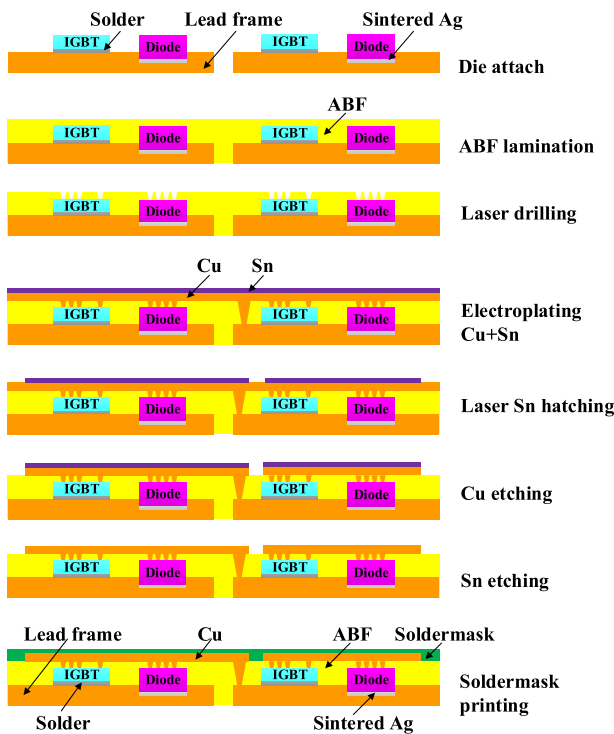 Solder Lead frame Sintered Ag
IGBT Diode IGBT Diode
Die attach
ABF
IGBT Diode IGBT Diode
ABF lamination
IGBT Diode IGBT Diode
Laser drilling
Cu Sn
IGBT Diode IGBT Diode
Electroplating
Cu+Sn
IGBT Diode IGBT Diode
Laser Sn hatching
IGBT Diode IGBT Diode
Cu etching
IGBT Diode IGBT Diode
Sn etching
Lead frame Cu ABF Soldermask
IGBT Diode IGBT Diode
Soldermask
printing
Solder Sintered Ag